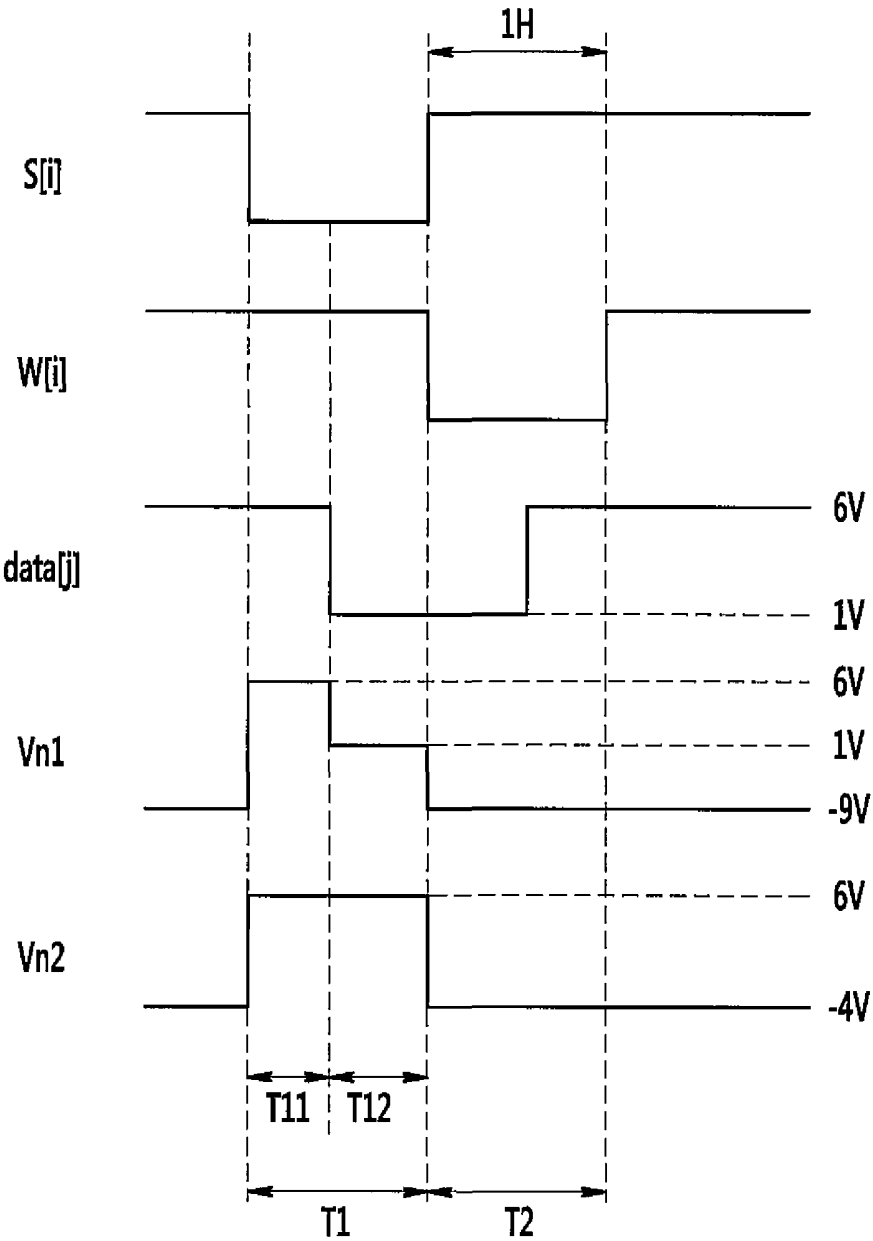 1H
S[i]
W[i]
6V
data[j]
1V
6V
Vn1
1V
-9V
6V
Vn2
-4V
T11 T12
T1 T2